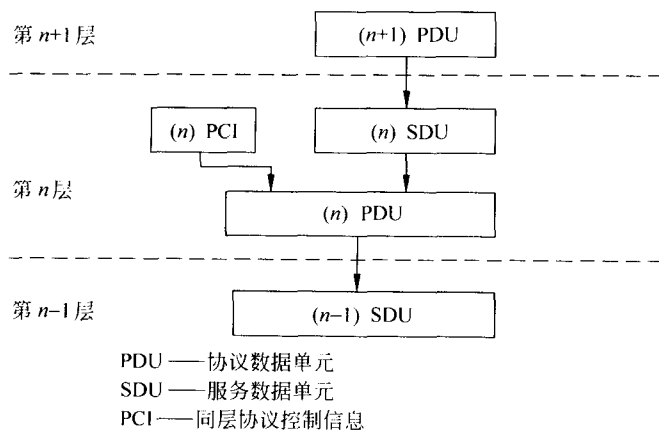 第 n+1 层
(n+1) PDU
(n) PCI
(n) SDU
第 n 层
(n) PDU
第 n−1 层
(n−1) SDU
PDU —— 协议数据单元
SDU —— 服务数据单元
PCI —— 同层协议控制信息